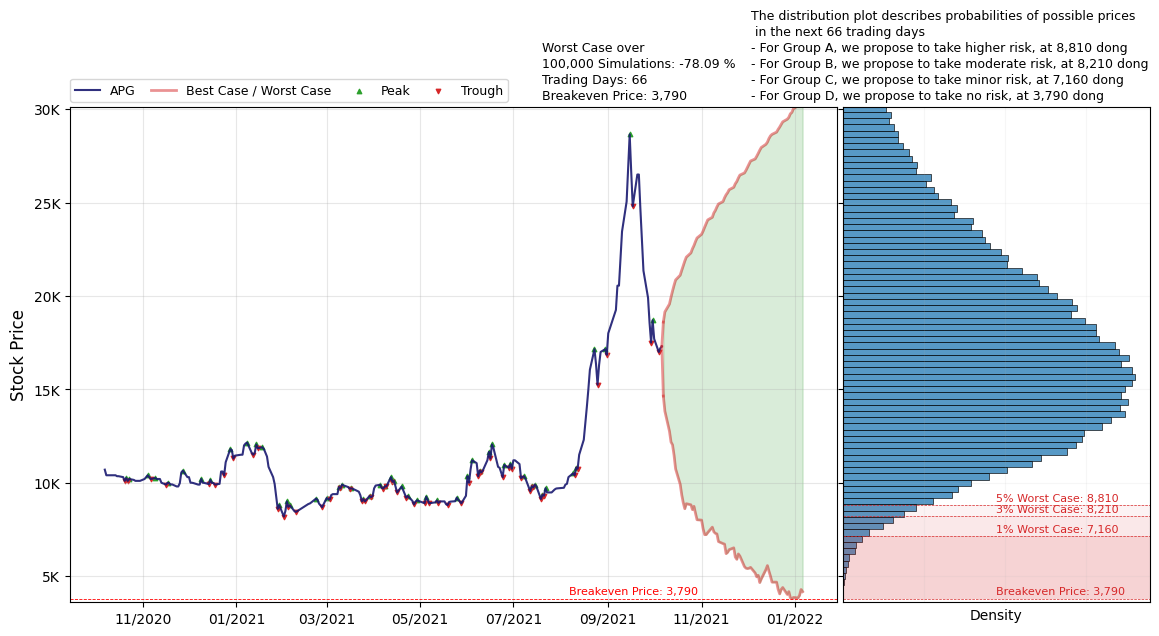 The distribution plot describes probabilities of possible prices
in the next 66 trading days
- For Group A, we propose to take higher risk, at 8,810 dong
- For Group B, we propose to take moderate risk, at 8,210 dong
- For Group C, we propose to take minor risk, at 7,160 dong
- For Group D, we propose to take no risk, at 3,790 dong
Worst Case over
100,000 Simulations: -78.09 %
Trading Days: 66
Breakeven Price: 3,790
APG
Best Case / Worst Case
Peak
Trough
Stock Price
30K
25K
20K
15K
10K
5K
Breakeven Price: 3,790
11/2020
01/2021
03/2021
05/2021
07/2021
09/2021
11/2021
01/2022
5% Worst Case: 8,810
3% Worst Case: 8,210
1% Worst Case: 7,160
Breakeven Price: 3,790
Density